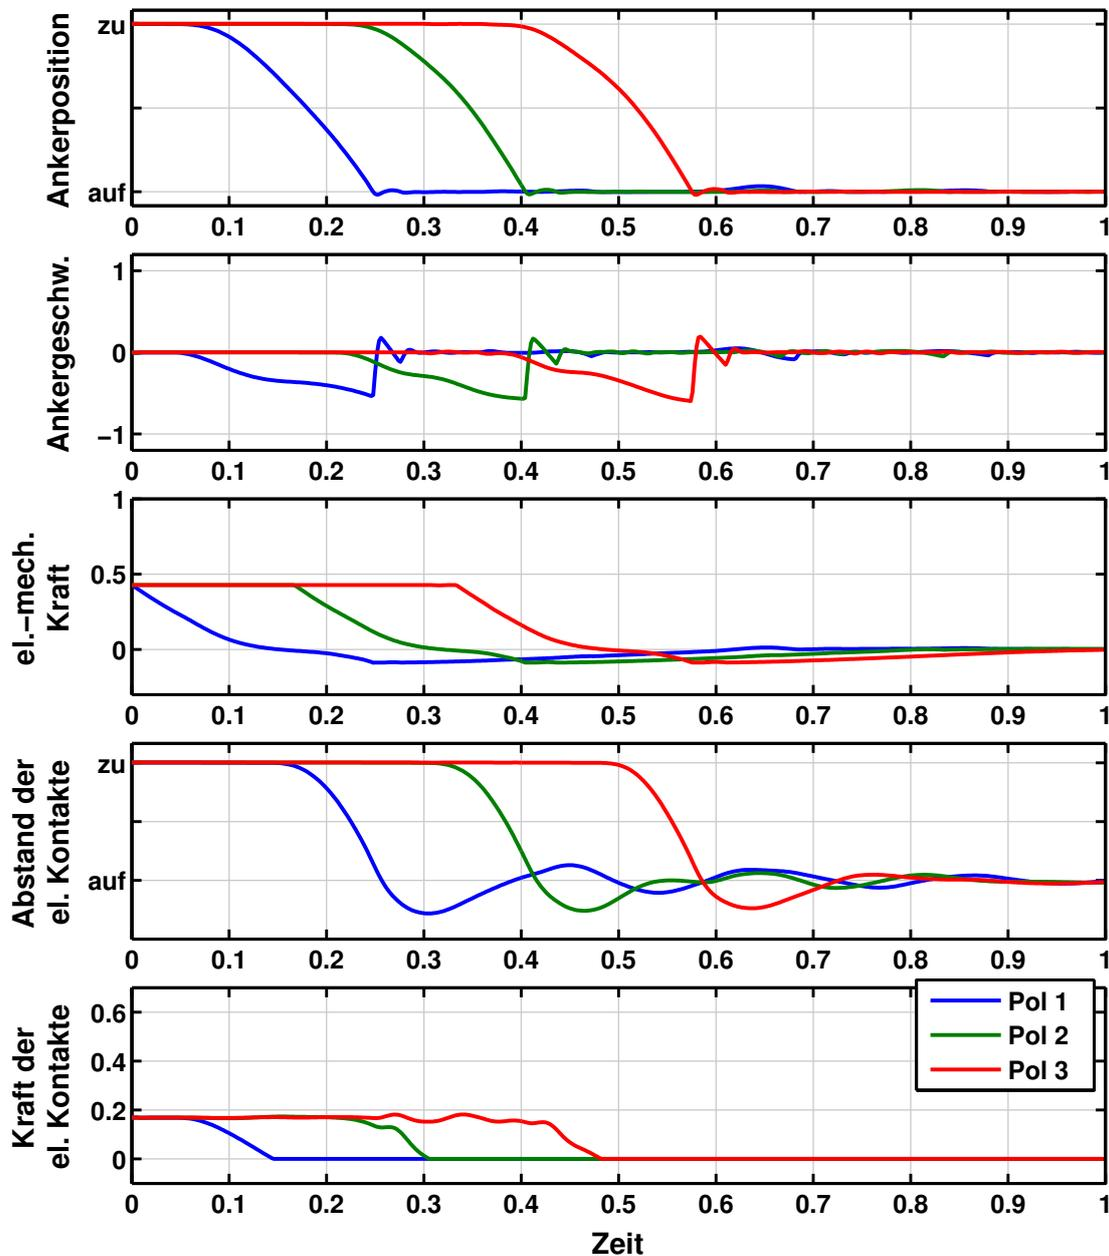 Ankerposition
zu
auf
0 0.1 0.2 0.3 0.4 0.5 0.6 0.7 0.8 0.9 1
Ankergeschw.
1
0
−1
0 0.1 0.2 0.3 0.4 0.5 0.6 0.7 0.8 0.9 1
el.−mech.
Kraft
1
0.5
0
0 0.1 0.2 0.3 0.4 0.5 0.6 0.7 0.8 0.9 1
Abstand der
el. Kontakte
zu
auf
0 0.1 0.2 0.3 0.4 0.5 0.6 0.7 0.8 0.9 1
Kraft der
el. Kontakte
0.6
0.4
0.2
0
Pol 1
Pol 2
Pol 3
0 0.1 0.2 0.3 0.4 0.5 0.6 0.7 0.8 0.9 1
Zeit